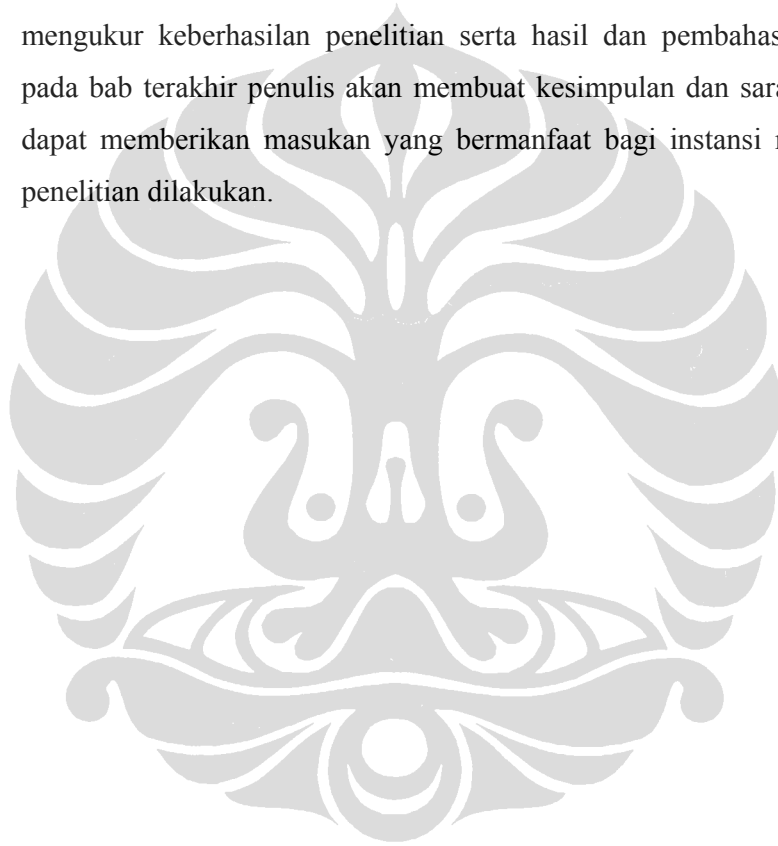 mengukur keberhasilan penelitian serta hasil dan pembahas
pada bab terakhir penulis akan membuat kesimpulan dan sara
dapat memberikan masukan yang bermanfaat bagi instansi
penelitian dilakukan.